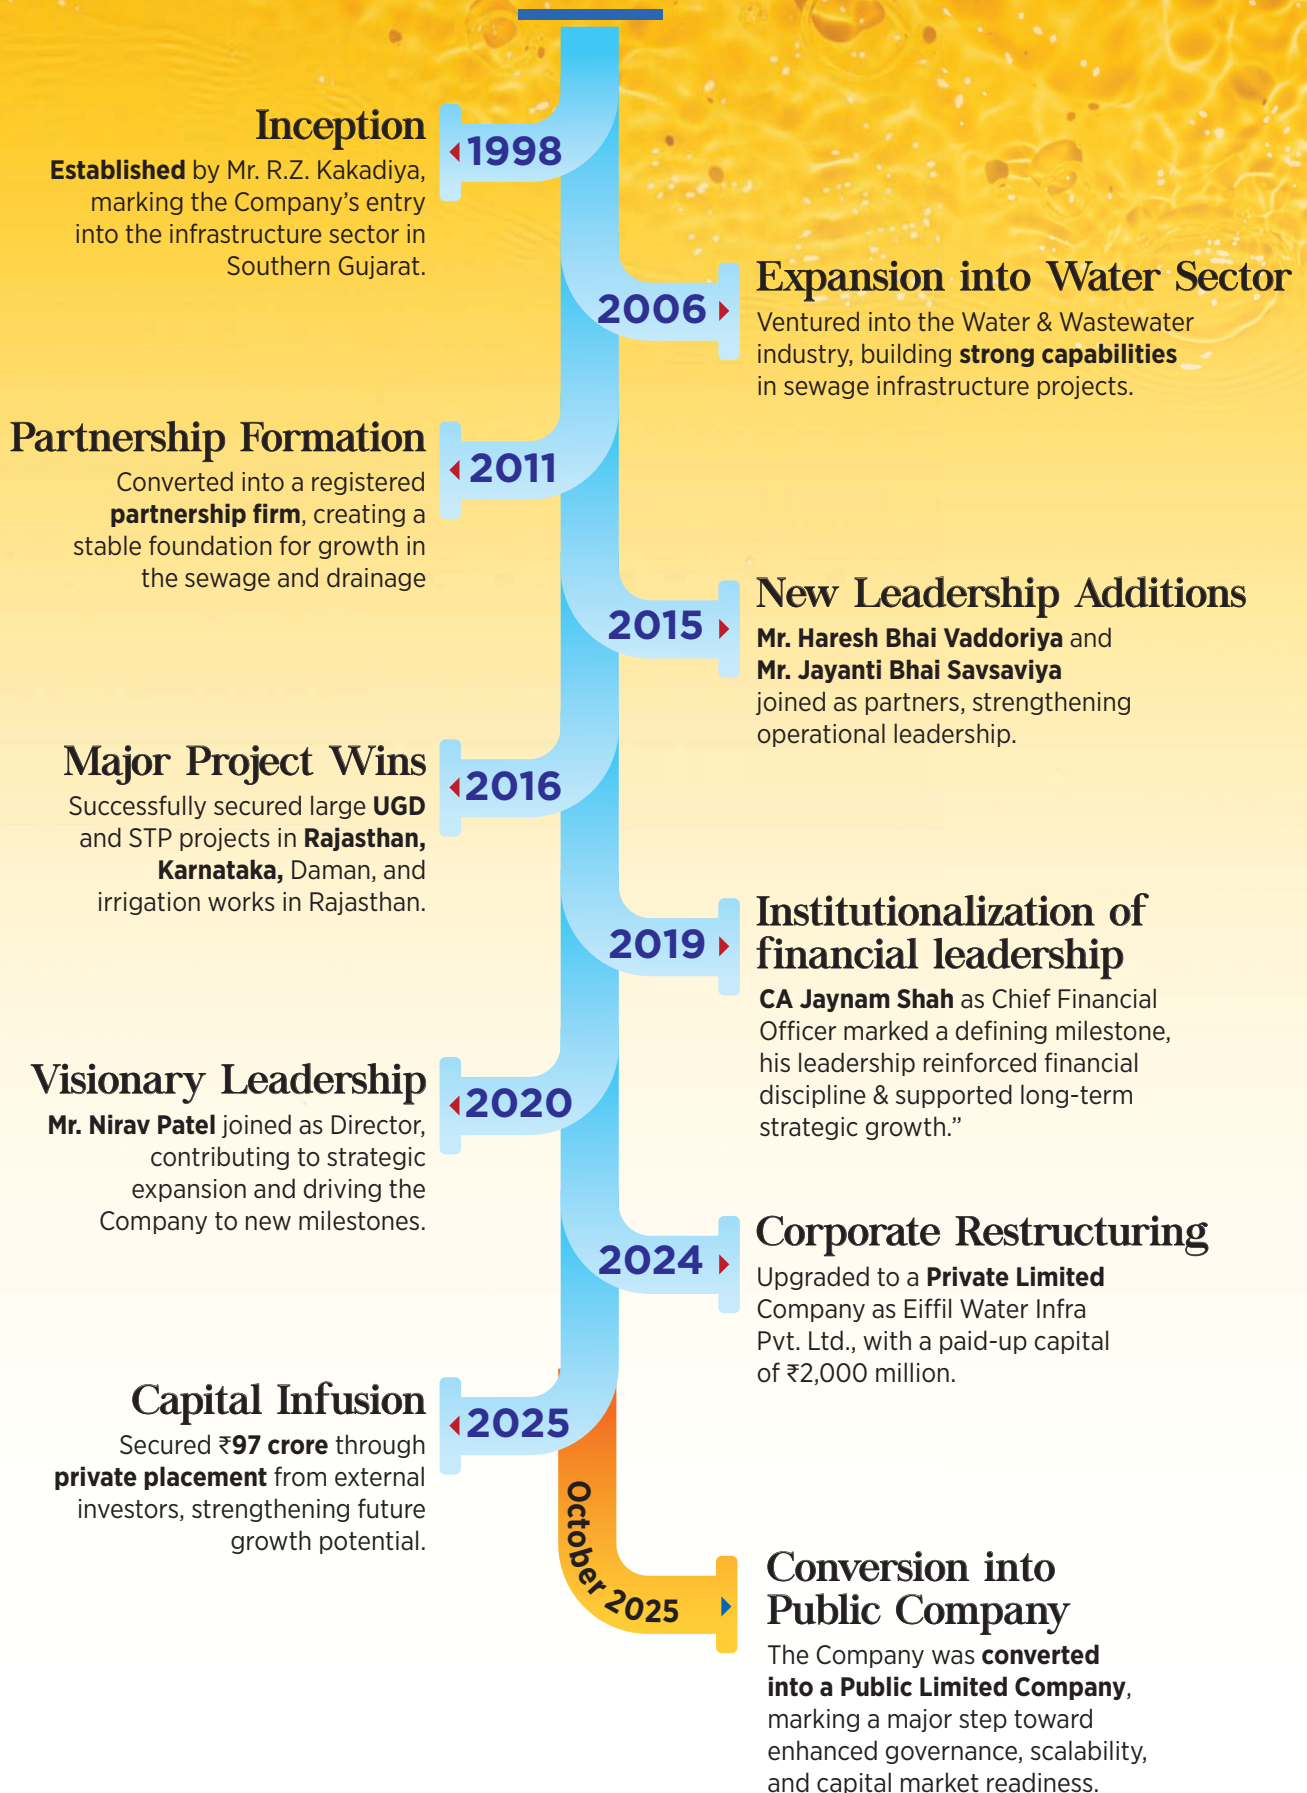 Inception
1998
Established by Mr. R.Z. Kakadiya,
marking the Company’s entry
into the infrastructure sector in
Southern Gujarat.
2006
Expansion into Water Sector
Ventured into the Water & Wastewater
industry, building strong capabilities
in sewage infrastructure projects.
Partnership Formation
2011
Converted into a registered
partnership firm, creating a
stable foundation for growth in
the sewage and drainage
2015
New Leadership Additions
Mr. Haresh Bhai Vaddoriya and
Mr. Jayanti Bhai Savsaviya
joined as partners, strengthening
operational leadership.
Major Project Wins
2016
Successfully secured large UGD
and STP projects in Rajasthan,
Karnataka, Daman, and
irrigation works in Rajasthan.
2019
Institutionalization of
financial leadership
CA Jaynam Shah as Chief Financial
Officer marked a defining milestone,
his leadership reinforced financial
discipline & supported long-term
strategic growth.”
Visionary Leadership
2020
Mr. Nirav Patel joined as Director,
contributing to strategic
expansion and driving the
Company to new milestones.
2024
Corporate Restructuring
Upgraded to a Private Limited
Company as Eiffil Water Infra
Pvt. Ltd., with a paid-up capital
of ₹2,000 million.
Capital Infusion
2025
Secured ₹97 crore through
private placement from external
investors, strengthening future
growth potential.
October 2025
Conversion into
Public Company
The Company was converted
into a Public Limited Company,
marking a major step toward
enhanced governance, scalability,
and capital market readiness.